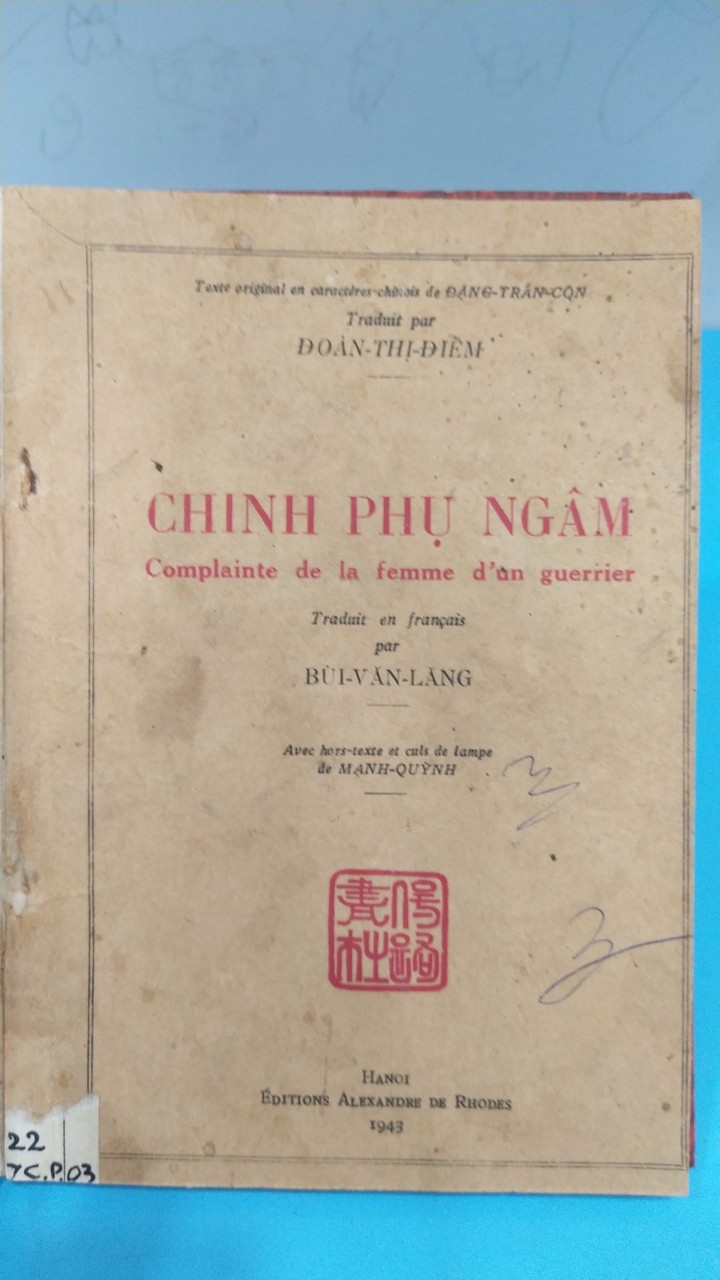 Texte original en caractères-chinois de ĐẶNG-TRẦN-CÔN
Traduit par
ĐOÀN-THỊ-ĐIỂM
CHINH PHỤ NGÂM
Complainte de la femme d'un guerrier
Traduit en français
par
BÙI-VĂN-LĂNG
Avec hors-texte et culs de lampe
de MẠNH-QUỲNH
HANOI
ÉDITIONS ALEXANDRE DE RHODES
1943
22
7C.P. 03